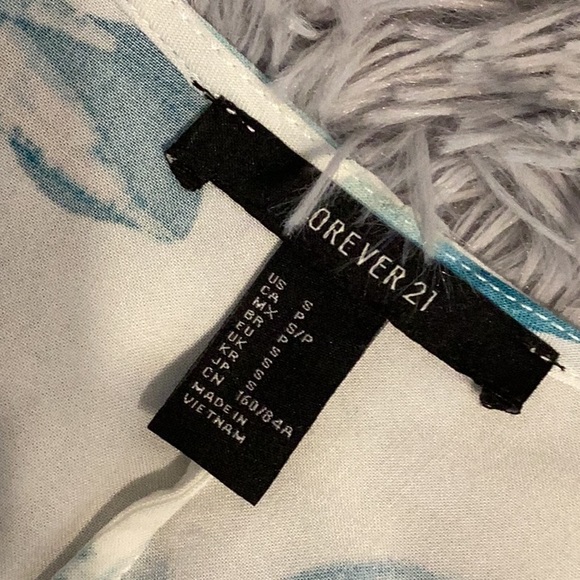 OREVER 21
US S
CA P
MX S/P
BR P
EU S
UK S
KR S
JP S
CN 160/84A
MADE IN
VIETNAM